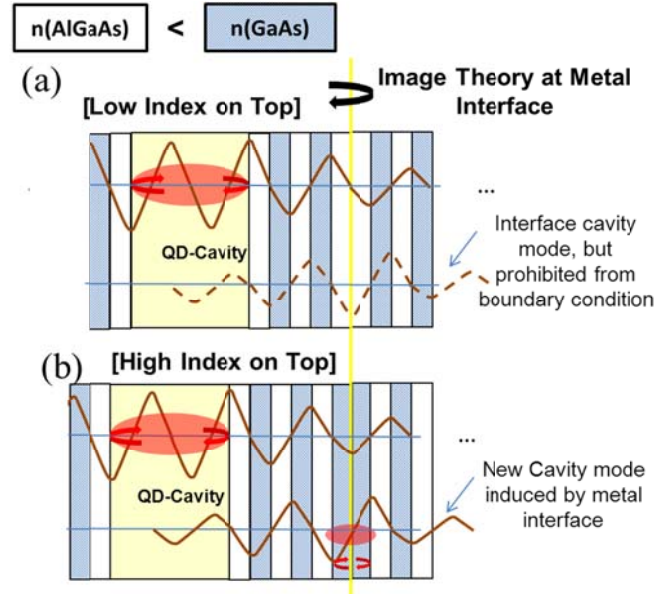 n(AlGaAs) < n(GaAs)
(a)
Image Theory at Metal
Interface
[Low Index on Top]
...
QD-Cavity
Interface cavity
mode, but
prohibited from
boundary condition
(b)
[High Index on Top]
...
QD-Cavity
New Cavity mode
induced by metal
interface